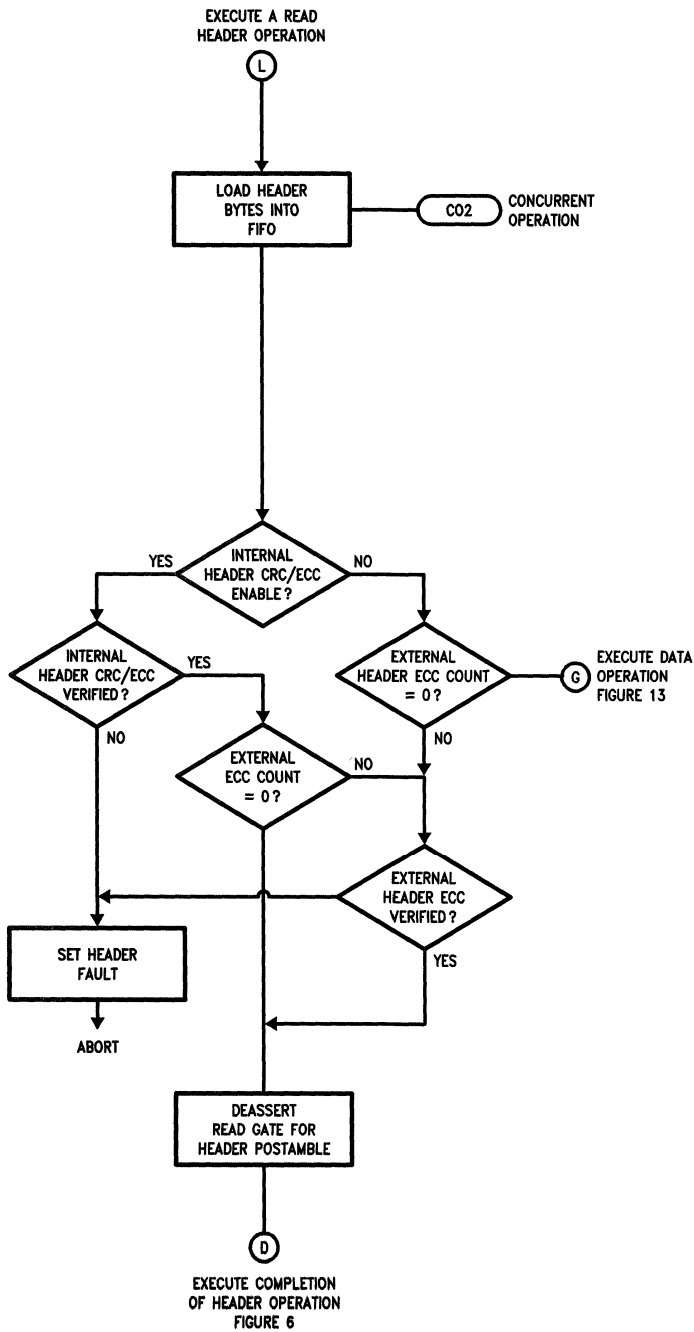 EXECUTE A READ
HEADER OPERATION
L
LOAD HEADER
BYTES INTO
FIFO
CO2
CONCURRENT
OPERATION
INTERNAL
HEADER CRC/ECC
ENABLE?
YES
NO
INTERNAL
HEADER CRC/ECC
VERIFIED?
YES
NO
EXTERNAL
HEADER ECC COUNT
= 0?
NO
G
EXECUTE DATA
OPERATION
FIGURE 13
EXTERNAL
ECC COUNT
= 0?
NO
EXTERNAL
HEADER ECC
VERIFIED?
YES
SET HEADER
FAULT
ABORT
DEASSERT
READ GATE FOR
HEADER POSTAMBLE
D
EXECUTE COMPLETION
OF HEADER OPERATION
FIGURE 6